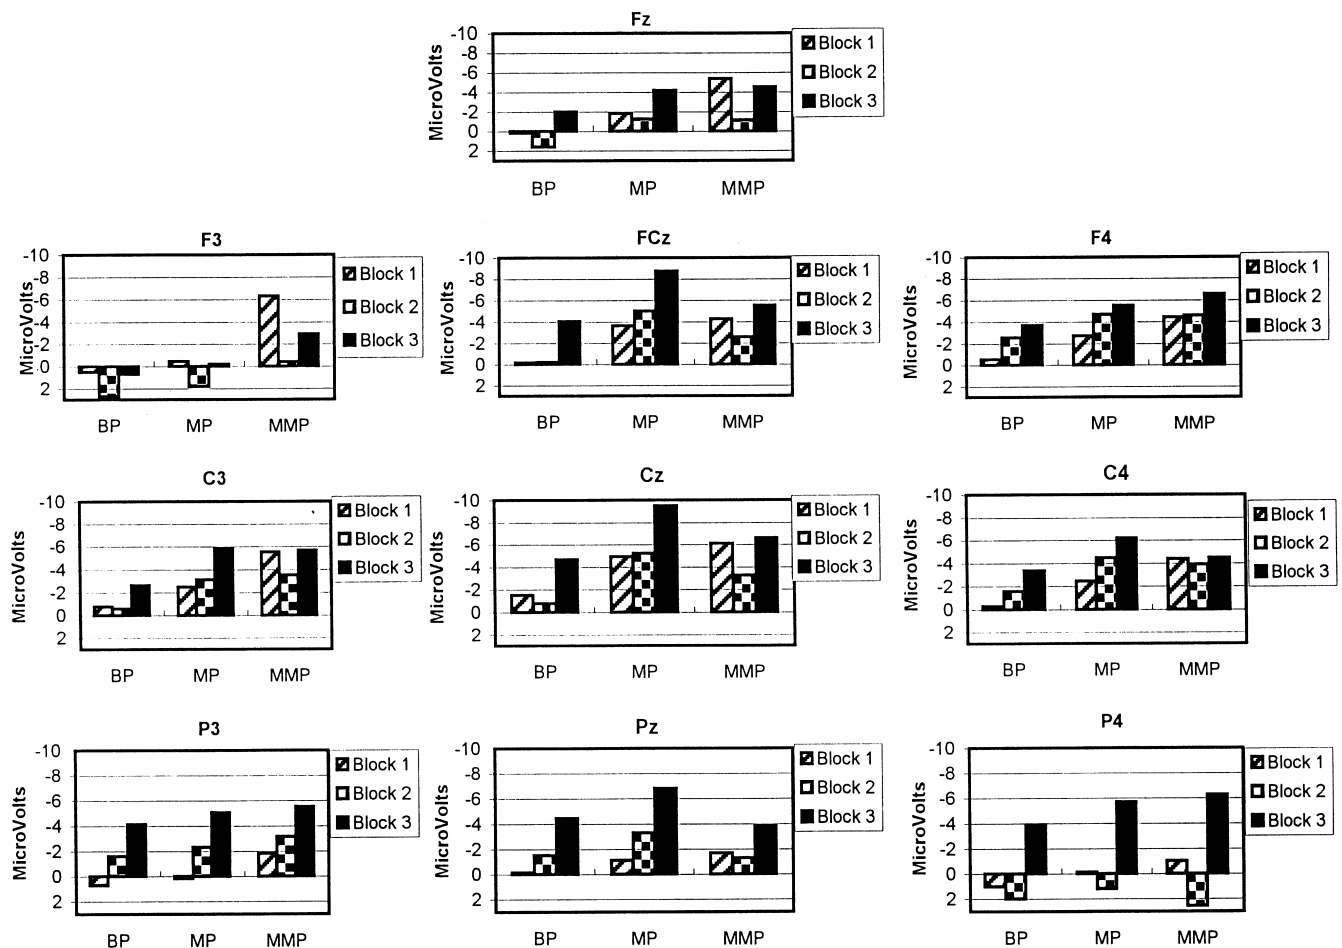 Fz
MicroVolts
-10
-8
-6
-4
-2
0
2
BP MP MMP
Block 1
Block 2
Block 3
F3
MicroVolts
-10
-8
-6
-4
-2
0
2
BP MP MMP
Block 1
Block 2
Block 3
FCz
MicroVolts
-10
-8
-6
-4
-2
0
2
BP MP MMP
Block 1
Block 2
Block 3
F4
MicroVolts
-10
-8
-6
-4
-2
0
2
BP MP MMP
Block 1
Block 2
Block 3
C3
MicroVolts
-10
-8
-6
-4
-2
0
2
BP MP MMP
Block 1
Block 2
Block 3
Cz
MicroVolts
-10
-8
-6
-4
-2
0
2
BP MP MMP
Block 1
Block 2
Block 3
C4
MicroVolts
-10
-8
-6
-4
-2
0
2
BP MP MMP
Block 1
Block 2
Block 3
P3
MicroVolts
-10
-8
-6
-4
-2
0
2
BP MP MMP
Block 1
Block 2
Block 3
Pz
MicroVolts
-10
-8
-6
-4
-2
0
2
BP MP MMP
Block 1
Block 2
Block 3
P4
MicroVolts
-10
-8
-6
-4
-2
0
2
BP MP MMP
Block 1
Block 2
Block 3